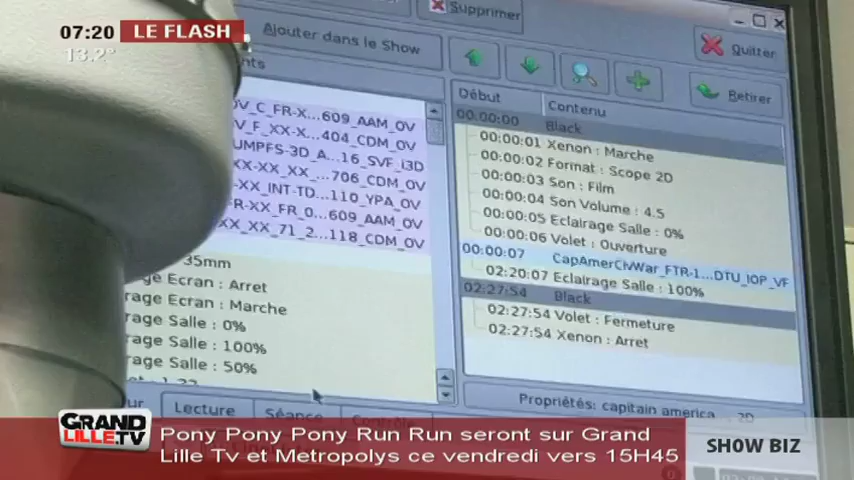 07:20 LE FLASH
13.2°
Supprimer
Quitter
Ajouter dans le Show
Retirer
nts
Début Contenu
OV_C_FR-X...609_AAM_OV
V_F_XX-X...404_CDM_OV
UMPFS-3D_A...16_SVF_i3D
XX-XX_XX_...706_CDM_OV
-XX_INT-TD...110_YPA_OV
R-XX_FR_0...609_AAM_OV
XX_XX_71_2...118_CDM_OV
35mm
ge Ecran : Arret
rage Ecran : Marche
rage Salle : 0%
rage Salle : 100%
rage Salle : 50%
00:00:00 Black
00:00:01 Xenon : Marche
00:00:02 Format : Scope 2D
00:00:03 Son : Film
00:00:04 Son Volume : 4.5
00:00:05 Eclairage Salle : 0%
00:00:06 Volet : Ouverture
00:00:07 CapAmerCivWar_FTR-1...DTU_IOP_VF
02:20:07 Eclairage Salle : 100%
02:27:54 Black
02:27:54 Volet : Fermeture
02:27:54 Xenon : Arret
Lecture Séance
Propriétés: capitain america
2D
GRAND LILLE TV
Pony Pony Pony Run Run seront sur Grand
Lille Tv et Metropolys ce vendredi vers 15H45
SHOW BIZ